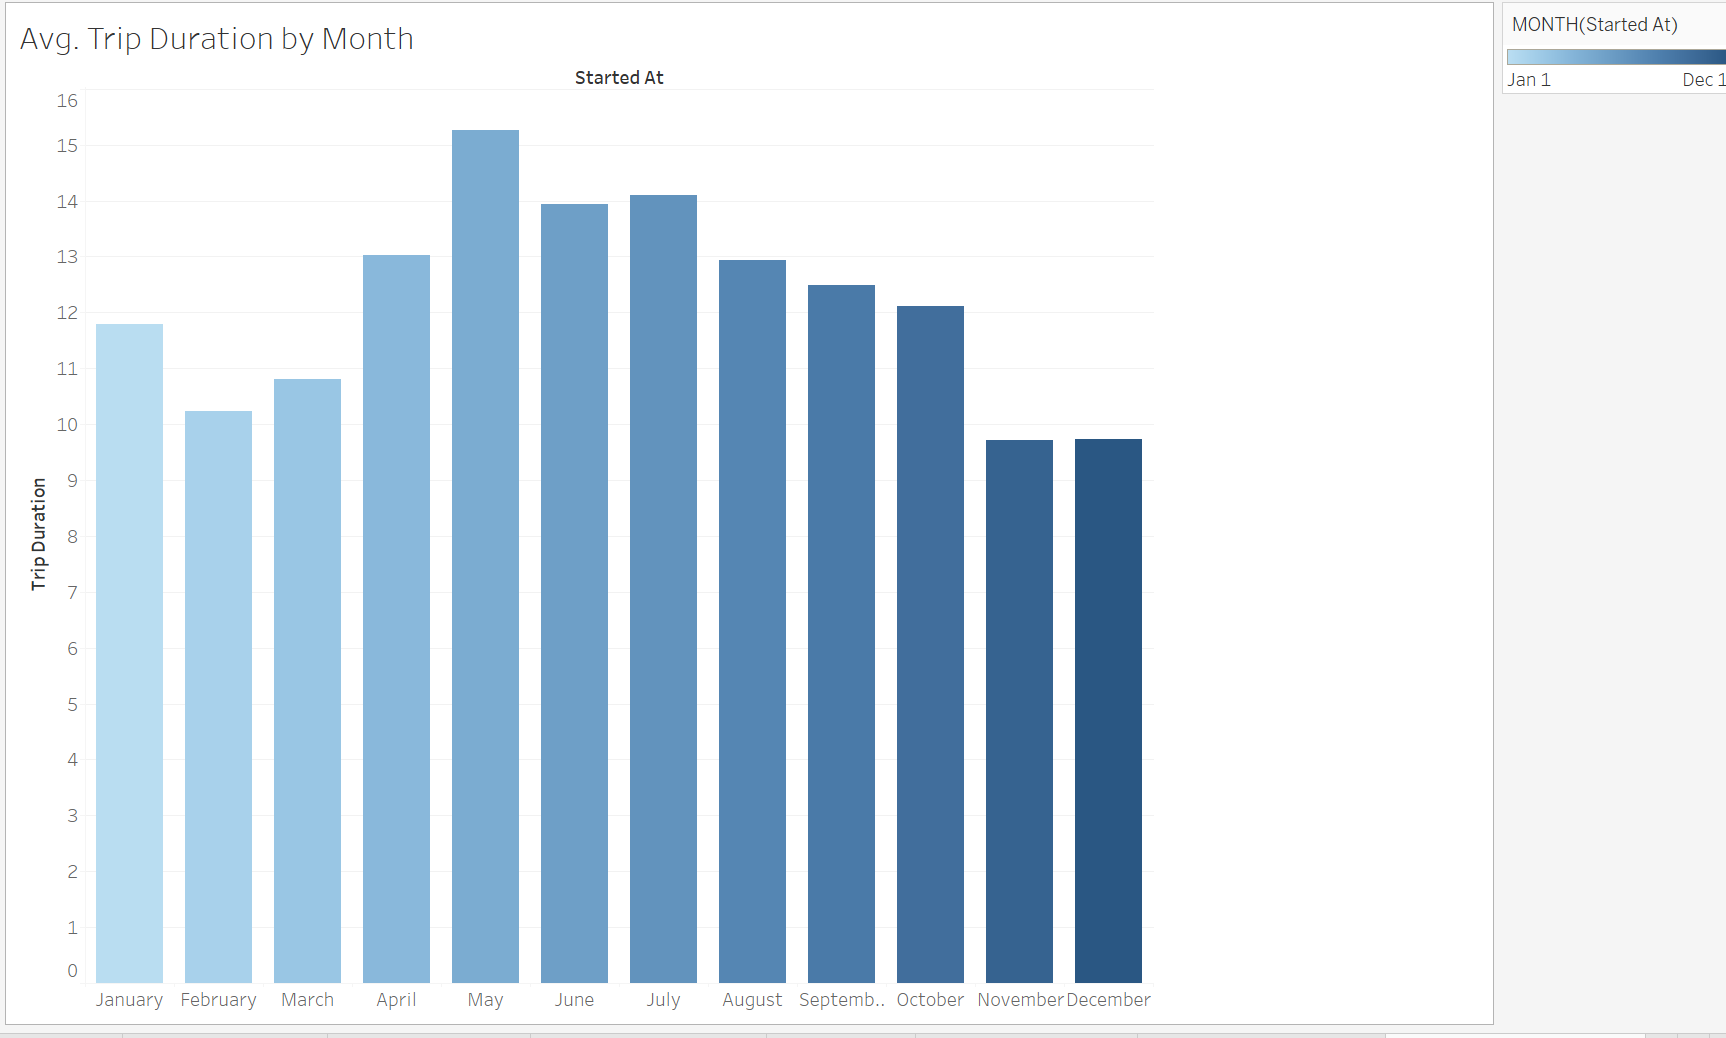 Avg. Trip Duration by Month
Started At
16
15
14
13
12
11
10
9
8
7
6
5
4
3
2
1
0
Trip Duration
January February March April May June July August Septemb.. October November December
MONTH(Started At)
Jan 1 Dec 1